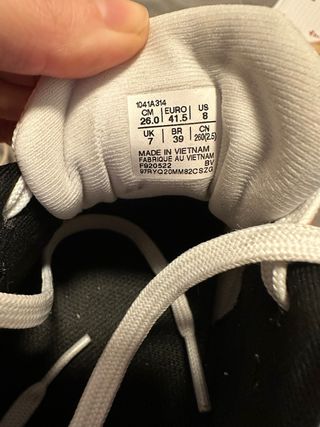 1041A314
CM EURO US
26.0 41.5 8
UK BR CN
7 39 260(2.5)
MADE IN VIETNAM
FABRIQUE AU VIETNAM
F920522 BV
97RYQ20MM82CSZG